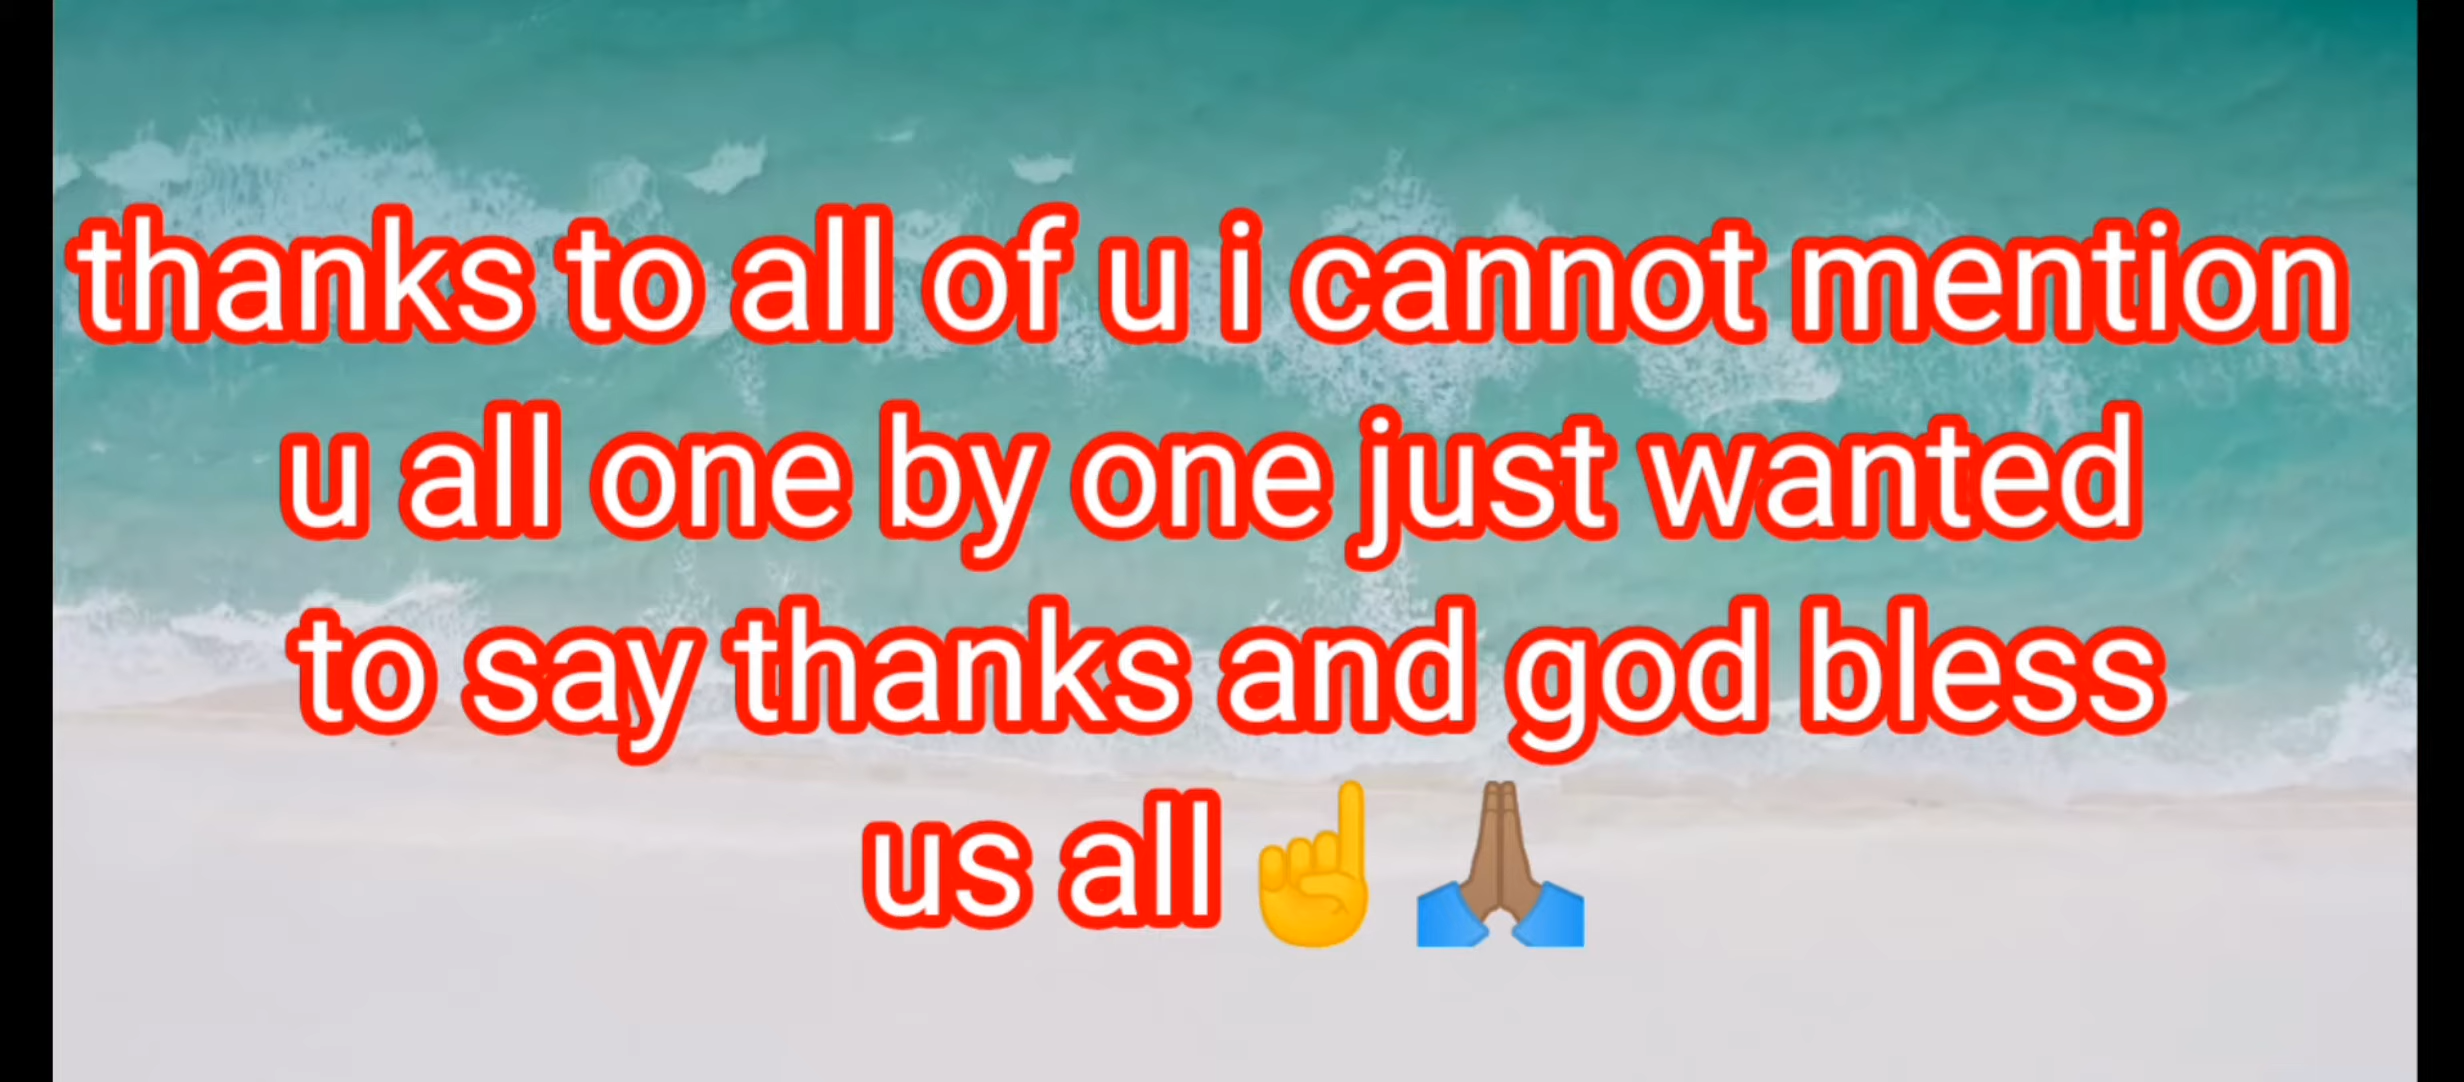 thanks to all of u i cannot mention
u all one by one just wanted
to say thanks and god bless
us all ☝️🙏🏽